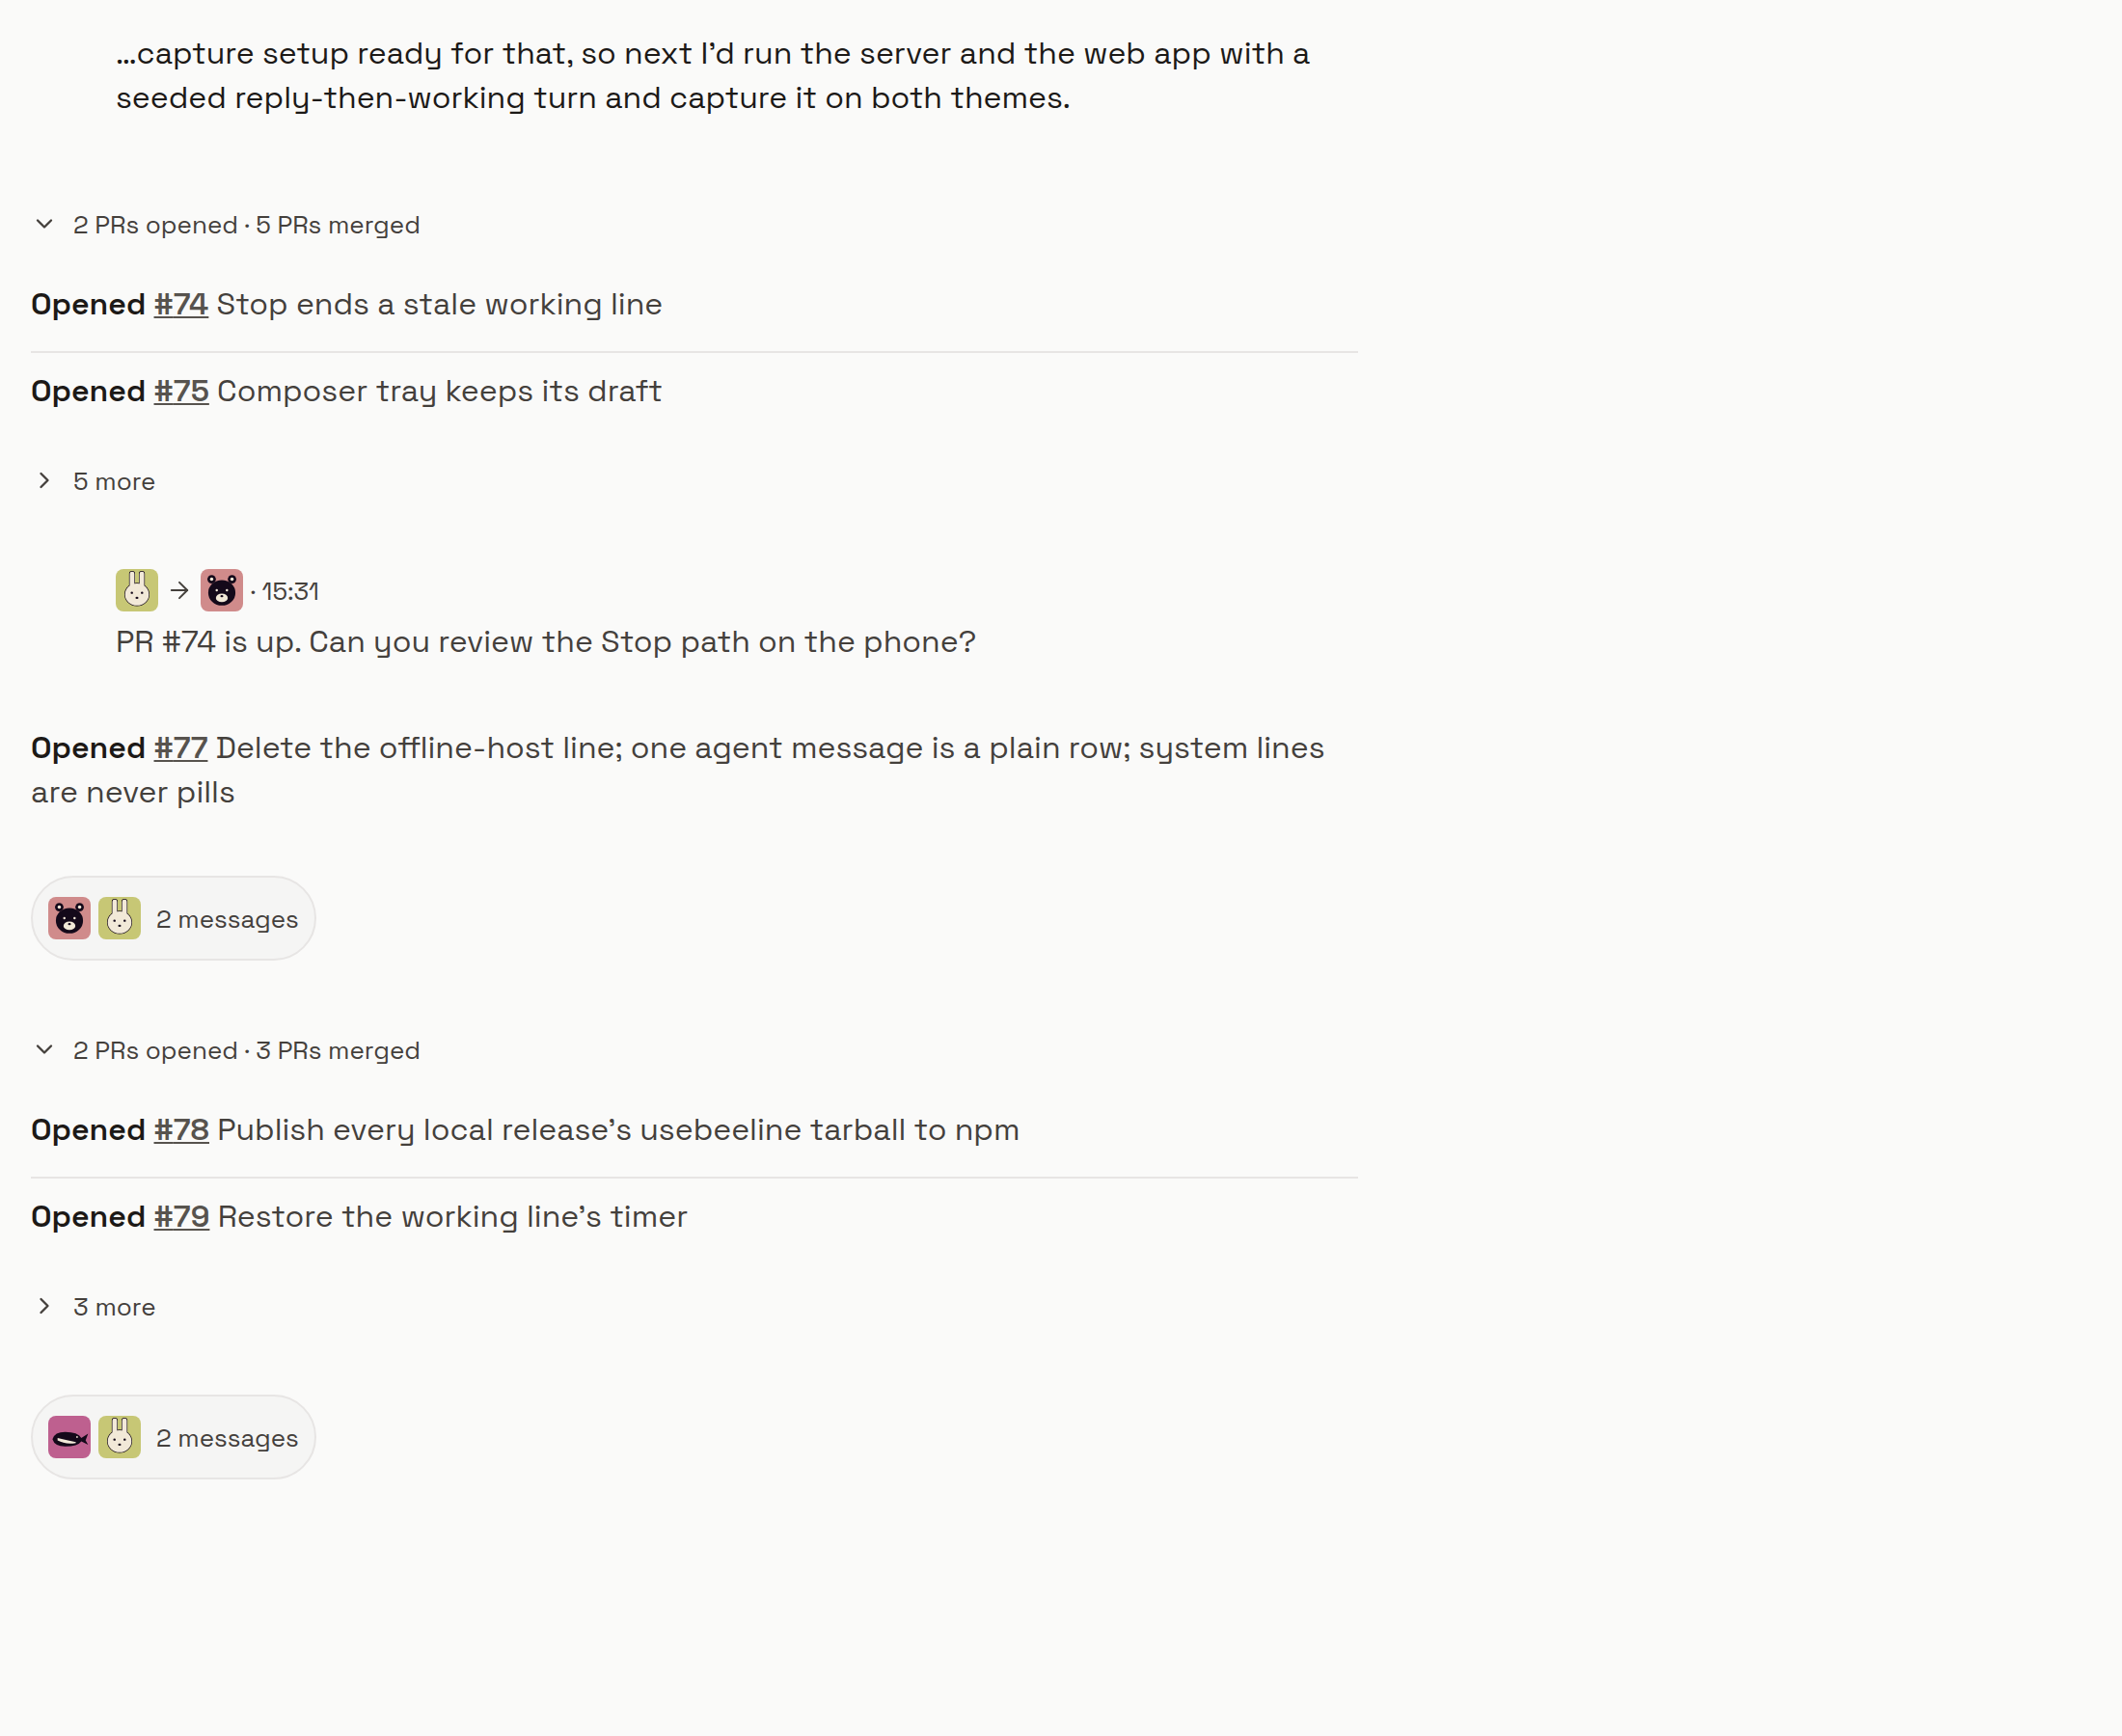 …capture setup ready for that, so next I’d run the server and the web app with a
seeded reply-then-working turn and capture it on both themes.
2 PRs opened · 5 PRs merged
Opened #74 Stop ends a stale working line
Opened #75 Composer tray keeps its draft
5 more
→ · 15:31
PR #74 is up. Can you review the Stop path on the phone?
Opened #77 Delete the offline-host line; one agent message is a plain row; system lines
are never pills
2 messages
2 PRs opened · 3 PRs merged
Opened #78 Publish every local release’s usebeeline tarball to npm
Opened #79 Restore the working line’s timer
3 more
2 messages